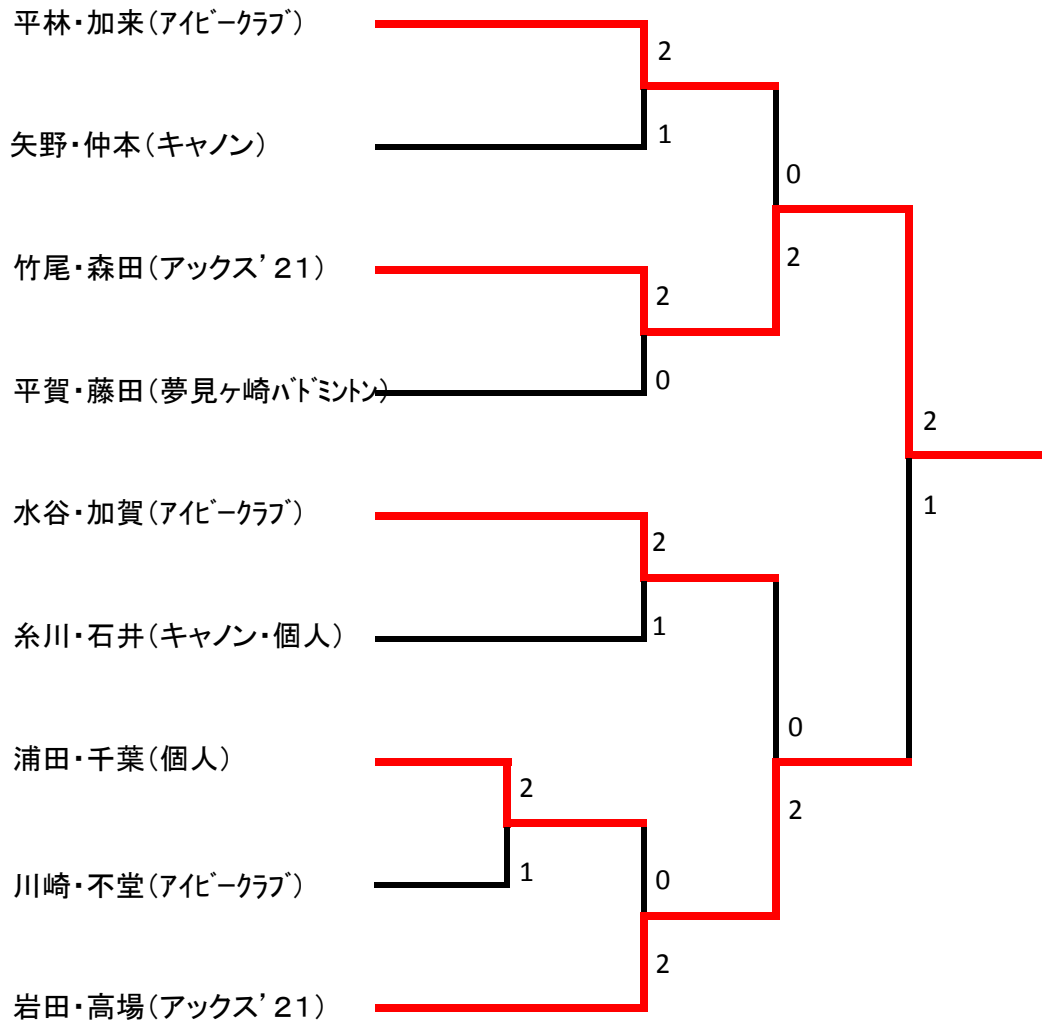 平林・加来(ｱｲﾋﾞｰｸﾗﾌﾞ)
2
1
矢野・仲本(キャノン)
0
2
竹尾・森田(アックス’２１)
2
0
平賀・藤田(夢見ヶ崎ﾊﾞﾄﾞﾐﾝﾄﾝ)
2
1
水谷・加賀(ｱｲﾋﾞｰｸﾗﾌﾞ)
2
1
糸川・石井(キャノン・個人)
0
2
浦田・千葉(個人)
2
1
川崎・不堂(ｱｲﾋﾞｰｸﾗﾌﾞ)
0
2
岩田・高場(アックス’２１)